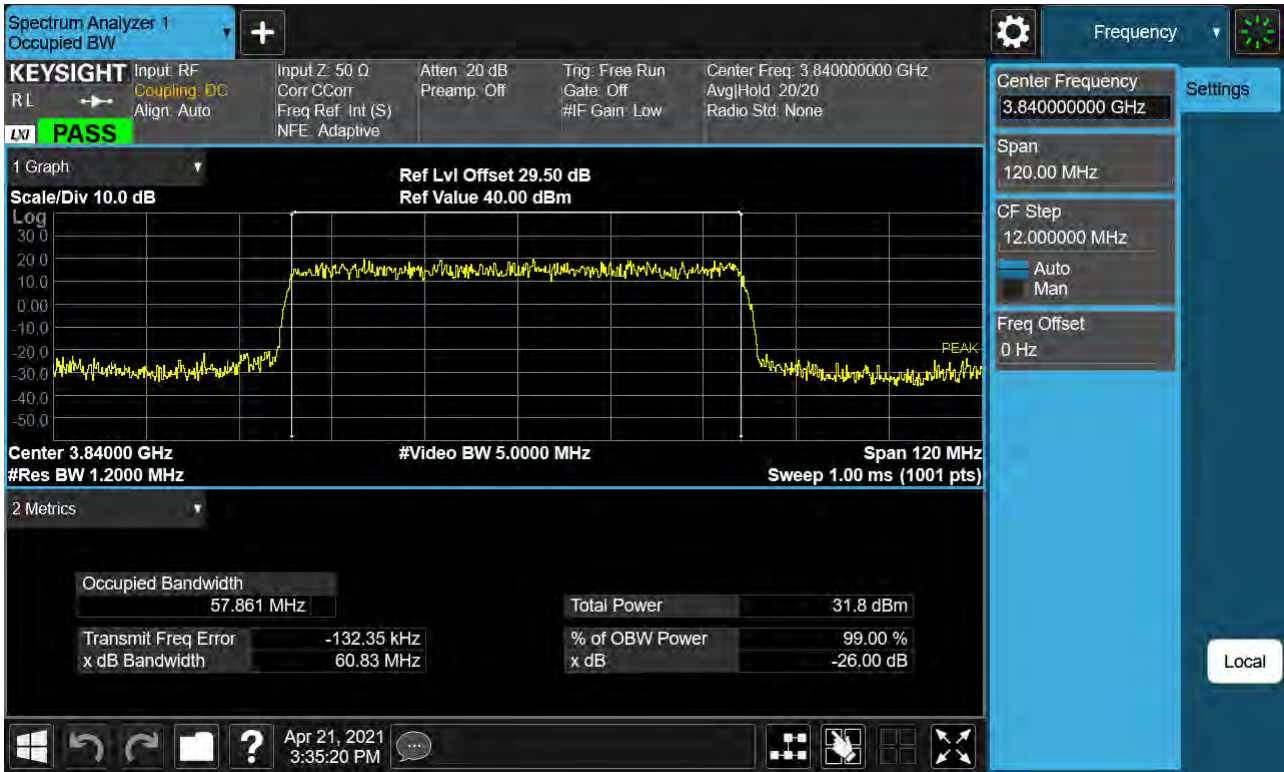 Spectrum Analyzer 1
Occupied BW
+
Frequency
KEYSIGHT
RL
LXI PASS
Input: RF
Coupling: DC
Align: Auto
Input Z: 50 Ω
Corr CCorr
Freq Ref: Int (S)
NFE: Adaptive
Atten: 20 dB
Preamp: Off
Trig: Free Run
Gate: Off
#IF Gain: Low
Center Freq: 3.840000000 GHz
Avg|Hold: 20/20
Radio Std: None
Center Frequency
3.840000000 GHz
Settings
Span
120.00 MHz
CF Step
12.000000 MHz
Auto
Man
Freq Offset
0 Hz
1 Graph
Scale/Div 10.0 dB
Ref Lvl Offset 29.50 dB
Ref Value 40.00 dBm
Log
30.0
20.0
10.0
0.00
-10.0
-20.0
-30.0
-40.0
-50.0
PEAK
Center 3.84000 GHz
#Video BW 5.0000 MHz
Span 120 MHz
#Res BW 1.2000 MHz
Sweep 1.00 ms (1001 pts)
2 Metrics
Occupied Bandwidth
57.861 MHz
Total Power 31.8 dBm
Transmit Freq Error -132.35 kHz
% of OBW Power 99.00 %
x dB Bandwidth 60.83 MHz
x dB -26.00 dB
Local
?
Apr 21, 2021
3:35:20 PM